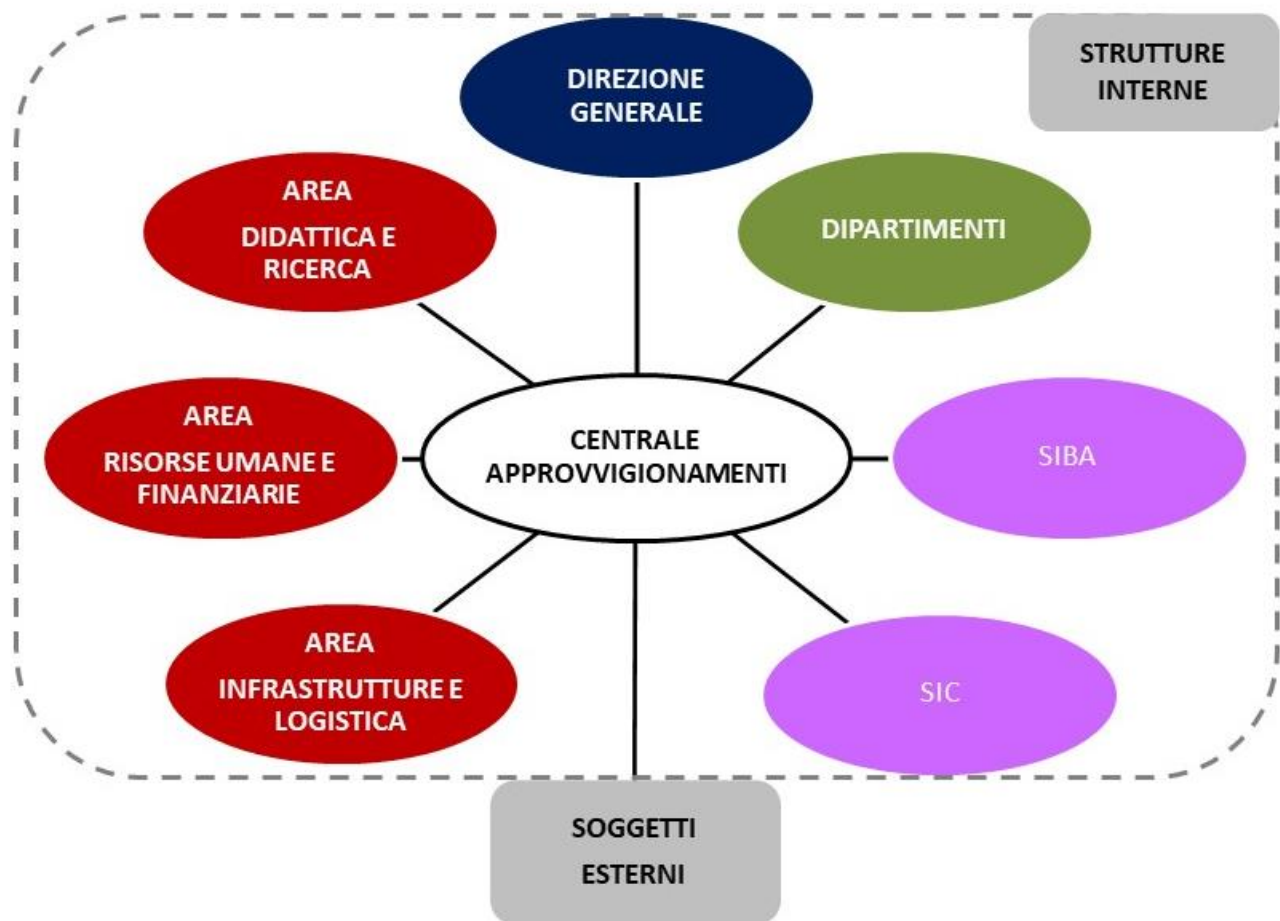 STRUTTURE
INTERNE
DIREZIONE
GENERALE
AREA
DIDATTICA E
RICERCA
DIPARTIMENTI
AREA
RISORSE UMANE E
FINANZIARIE
CENTRALE
APPROVVIGIONAMENTI
SIBA
AREA
INFRASTRUTTURE E
LOGISTICA
SIC
SOGGETTI
ESTERNI